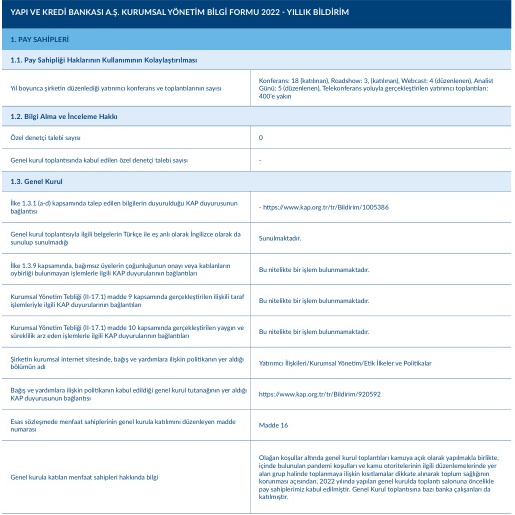 YAPI VE KREDİ BANKASI A.Ş. KURUMSAL YÖNETİM BİLGİ FORMU 2022 - YILLIK BİLDİRİM
1. PAY SAHİPLERİ
1.1. Pay Sahipliği Haklarının Kullanımının Kolaylaştırılması
Yıl boyunca şirketin düzenlediği yatırımcı konferans ve toplantılarının sayısı
Konferans: 18 (katılınan), Roadshow: 3, (katılınan), Webcast: 4 (düzenlenen), Analist
Günü: 5 (düzenlenen), Telekonferans yoluyla gerçekleştirilen yatırımcı toplantıları:
400'e yakın
1.2. Bilgi Alma ve İnceleme Hakkı
Özel denetçi talebi sayısı
0
Genel kurul toplantısında kabul edilen özel denetçi talebi sayısı
-
1.3. Genel Kurul
İlke 1.3.1 (a-d) kapsamında talep edilen bilgilerin duyurulduğu KAP duyurusunun
bağlantısı
- https://www.kap.org.tr/tr/Bildirim/1005386
Genel kurul toplantısıyla ilgili belgelerin Türkçe ile eş anlı olarak İngilizce olarak da
sunulup sunulmadığı
Sunulmaktadır.
İlke 1.3.9 kapsamında, bağımsız üyelerin çoğunluğunun onayı veya katılanların
oybirliği bulunmayan işlemlerle ilgili KAP duyurularının bağlantıları
Bu nitelikte bir işlem bulunmamaktadır.
Kurumsal Yönetim Tebliği (II-17.1) madde 9 kapsamında gerçekleştirilen ilişkili taraf
işlemleriyle ilgili KAP duyurularının bağlantıları
Bu nitelikte bir işlem bulunmamaktadır.
Kurumsal Yönetim Tebliği (II-17.1) madde 10 kapsamında gerçekleştirilen yaygın ve
süreklilik arz eden işlemlerle ilgili KAP duyurularının bağlantıları
Bu nitelikte bir işlem bulunmamaktadır.
Şirketin kurumsal internet sitesinde, bağış ve yardımlara ilişkin politikanın yer aldığı
bölümün adı
Yatırımcı İlişkileri/Kurumsal Yönetim/Etik İlkeler ve Politikalar
Bağış ve yardımlara ilişkin politikanın kabul edildiği genel kurul tutanağının yer aldığı
KAP duyurusunun bağlantısı
https://www.kap.org.tr/tr/Bildirim/920592
Esas sözleşmede menfaat sahiplerinin genel kurula katılımını düzenleyen madde
numarası
Madde 16
Genel kurula katılan menfaat sahipleri hakkında bilgi
Olağan koşullar altında genel kurul toplantıları kamuya açık olarak yapılmakla birlikte,
içinde bulunulan pandemi koşulları ve kamu otoritelerinin ilgili düzenlemelerinde yer
alan grup halinde toplanmaya ilişkin kısıtlamalar dikkate alınarak toplum sağlığının
korunması açısından, 2022 yılında yapılan genel kurulda toplantı salonuna öncelikle
pay sahiplerimiz kabul edilmiştir. Genel Kurul toplantısına bazı banka çalışanları da
katılmıştır.